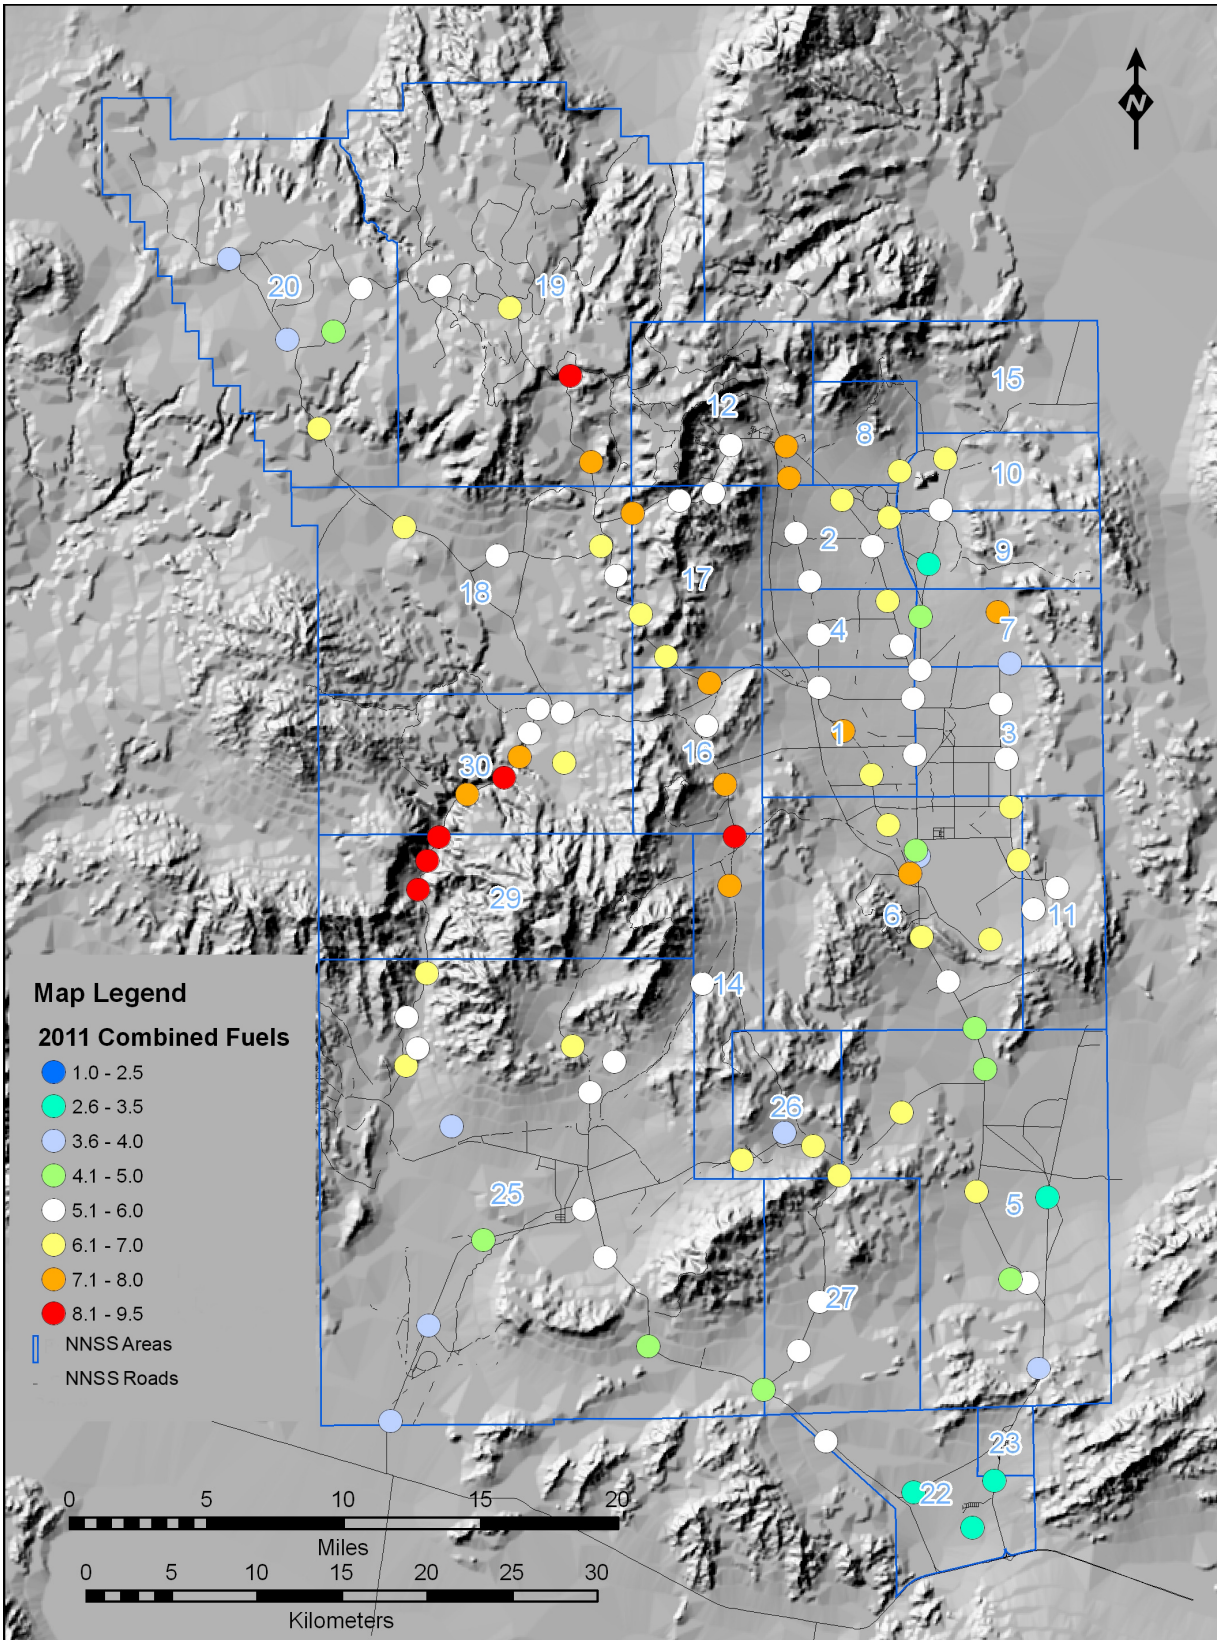 N
19
20
15
12
8
10
2
9
17
18
4
7
1
3
16
30
29
6
11
14
Map Legend
2011 Combined Fuels
1.0 - 2.5
2.6 - 3.5
3.6 - 4.0
4.1 - 5.0
5.1 - 6.0
6.1 - 7.0
7.1 - 8.0
8.1 - 9.5
NNSS Areas
NNSS Roads
26
25
5
27
23
22
0 5 10 15 20
Miles
0 5 10 15 20 25 30
Kilometers